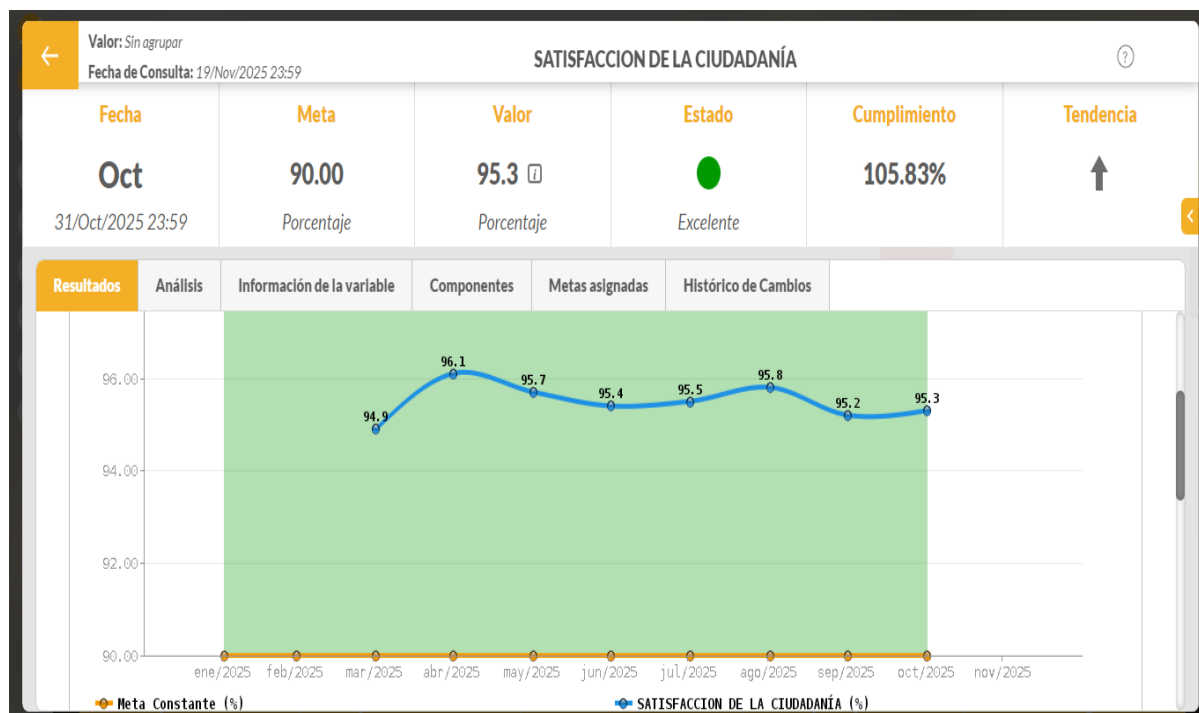 Valor: Sin agrupar
Fecha de Consulta: 19/Nov/2025 23:59
SATISFACCION DE LA CIUDADANÍA
?
Fecha Meta Valor Estado Cumplimiento Tendencia
Oct 90.00 95.3 i 105.83%
31/Oct/2025 23:59 Porcentaje Porcentaje Excelente
Resultados Análisis Información de la variable Componentes Metas asignadas Histórico de Cambios
96.00
94.00
92.00
90.00
94.9 96.1 95.7 95.4 95.5 95.8 95.2 95.3
ene/2025 feb/2025 mar/2025 abr/2025 may/2025 jun/2025 jul/2025 ago/2025 sep/2025 oct/2025 nov/2025
Meta Constante (%) SATISFACCION DE LA CIUDADANÍA (%)